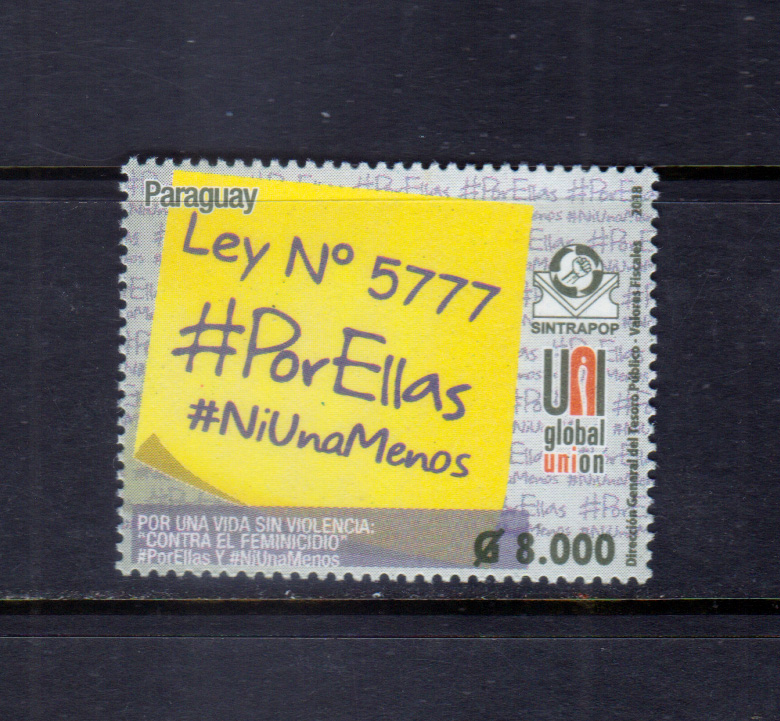 Paraguay
Ley Nº 5777
#PorEllas
#NiUnaMenos
SINTRAPOP
UNI
global
union
Dirección General del Tesoro Público - Valores Fiscales 2018
POR UNA VIDA SIN VIOLENCIA:
"CONTRA EL FEMINICIDIO"
#PorEllas Y #NiUnaMenos
₲ 8.000